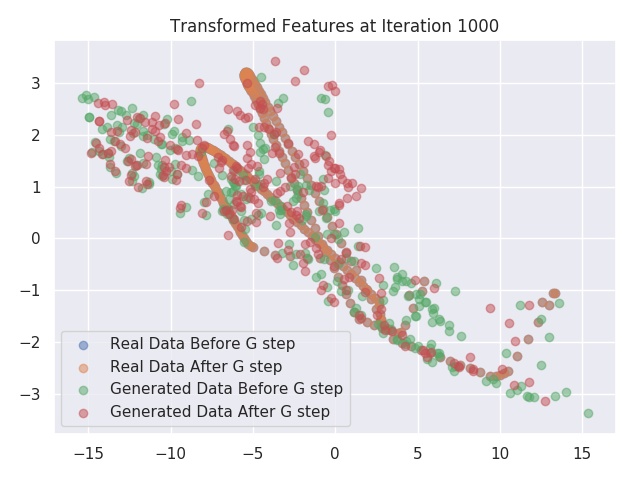 Transformed Features at Iteration 1000
3
2
1
0
−1
−2
−3
Real Data Before G step
Real Data After G step
Generated Data Before G step
Generated Data After G step
−15 −10 −5 0 5 10 15